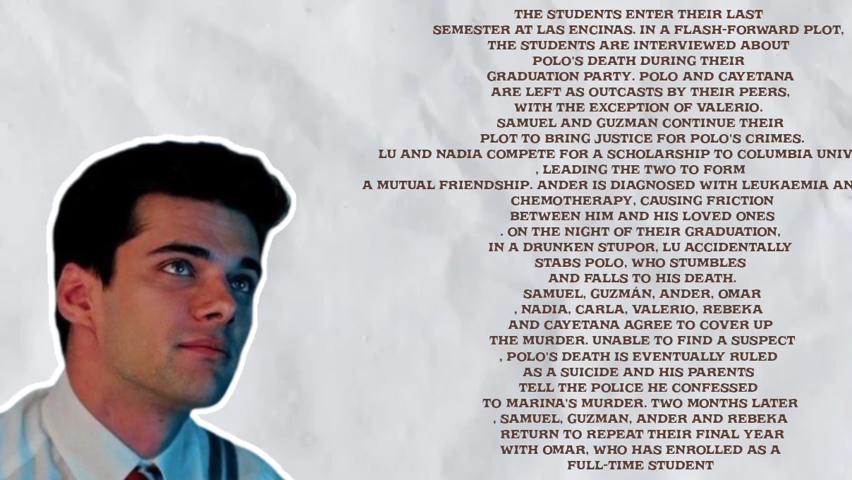 THE STUDENTS ENTER THEIR LAST
SEMESTER AT LAS ENCINAS. IN A FLASH-FORWARD PLOT,
THE STUDENTS ARE INTERVIEWED ABOUT
POLO'S DEATH DURING THEIR
GRADUATION PARTY. POLO AND CAYETANA
ARE LEFT AS OUTCASTS BY THEIR PEERS,
WITH THE EXCEPTION OF VALERIO.
SAMUEL AND GUZMAN CONTINUE THEIR
PLOT TO BRING JUSTICE FOR POLO'S CRIMES.
LU AND NADIA COMPETE FOR A SCHOLARSHIP TO COLUMBIA UNIV
, LEADING THE TWO TO FORM
A MUTUAL FRIENDSHIP. ANDER IS DIAGNOSED WITH LEUKAEMIA AN
CHEMOTHERAPY, CAUSING FRICTION
BETWEEN HIM AND HIS LOVED ONES
. ON THE NIGHT OF THEIR GRADUATION,
IN A DRUNKEN STUPOR, LU ACCIDENTALLY
STABS POLO, WHO STUMBLES
AND FALLS TO HIS DEATH.
SAMUEL, GUZMÁN, ANDER, OMAR
, NADIA, CARLA, VALERIO, REBEKA
AND CAYETANA AGREE TO COVER UP
THE MURDER. UNABLE TO FIND A SUSPECT
, POLO'S DEATH IS EVENTUALLY RULED
AS A SUICIDE AND HIS PARENTS
TELL THE POLICE HE CONFESSED
TO MARINA'S MURDER. TWO MONTHS LATER
, SAMUEL, GUZMAN, ANDER AND REBEKA
RETURN TO REPEAT THEIR FINAL YEAR
WITH OMAR, WHO HAS ENROLLED AS A
FULL-TIME STUDENT